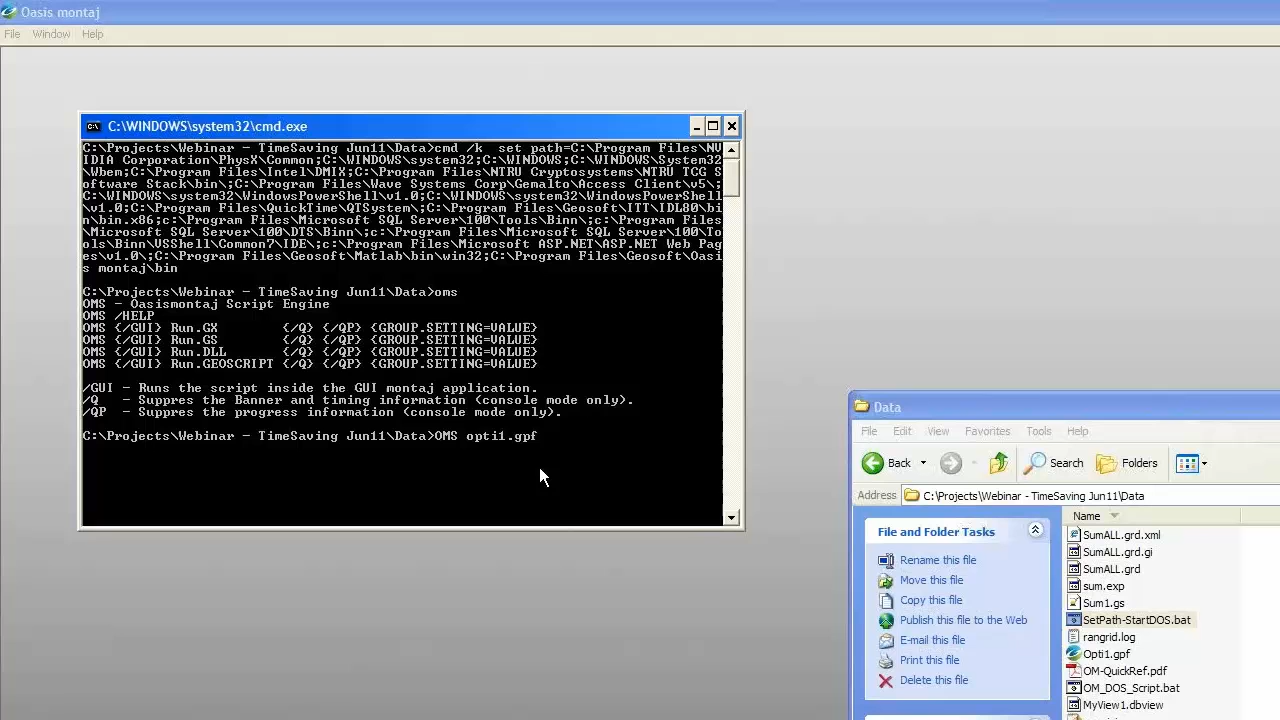 Oasis montaj
File Window Help
C:\WINDOWS\system32\cmd.exe
C:\Projects\Webinar - TimeSaving Jun11\Data>cmd /k  set path=C:\Program Files\NV
IDIA Corporation\PhysX\Common;C:\WINDOWS\system32;C:\WINDOWS;C:\WINDOWS\System32
\Wbem;C:\Program Files\Intel\DMIX;C:\Program Files\NTRU Cryptosystems\NTRU TCG S
oftware Stack\bin\;C:\Program Files\Wave Systems Corp\Gemalto\Access Client\v5\;
C:\WINDOWS\system32\WindowsPowerShell\v1.0;C:\WINDOWS\system32\WindowsPowerShell
\v1.0;C:\Program Files\QuickTime\QTSystem\;C:\Program Files\Geosoft\ITT\IDL80\bi
n\bin.x86;c:\Program Files\Microsoft SQL Server\100\Tools\Binn\;c:\Program Files
\Microsoft SQL Server\100\DTS\Binn\;c:\Program Files\Microsoft SQL Server\100\To
ols\Binn\VSShell\Common7\IDE\;c:\Program Files\Microsoft ASP.NET\ASP.NET Web Pag
es\v1.0\;C:\Program Files\Geosoft\Matlab\bin\win32;C:\Program Files\Geosoft\Oasi
s montaj\bin
C:\Projects\Webinar - TimeSaving Jun11\Data>oms
OMS - Oasismontaj Script Engine
OMS /HELP
OMS {/GUI} Run.GX        {/Q} {/QP} {GROUP.SETTING=VALUE}
OMS {/GUI} Run.GS        {/Q} {/QP} {GROUP.SETTING=VALUE}
OMS {/GUI} Run.DLL       {/Q} {/QP} {GROUP.SETTING=VALUE}
OMS {/GUI} Run.GEOSCRIPT {/Q} {/QP} {GROUP.SETTING=VALUE}
/GUI - Runs the script inside the GUI montaj application.
/Q   - Suppres the Banner and timing information (console mode only).
/QP  - Suppres the progress information (console mode only).
C:\Projects\Webinar - TimeSaving Jun11\Data>OMS opti1.gpf
Data
File Edit View Favorites Tools Help
Back Search Folders
Address C:\Projects\Webinar - TimeSaving Jun11\Data
File and Folder Tasks
Rename this file
Move this file
Copy this file
Publish this file to the Web
E-mail this file
Print this file
Delete this file
Name
SumALL.grd.xml
SumALL.grd.gi
SumALL.grd
sum.exp
Sum1.gs
SetPath-StartDOS.bat
rangrid.log
Opti1.gpf
OM-QuickRef.pdf
OM_DOS_Script.bat
MyView1.dbview